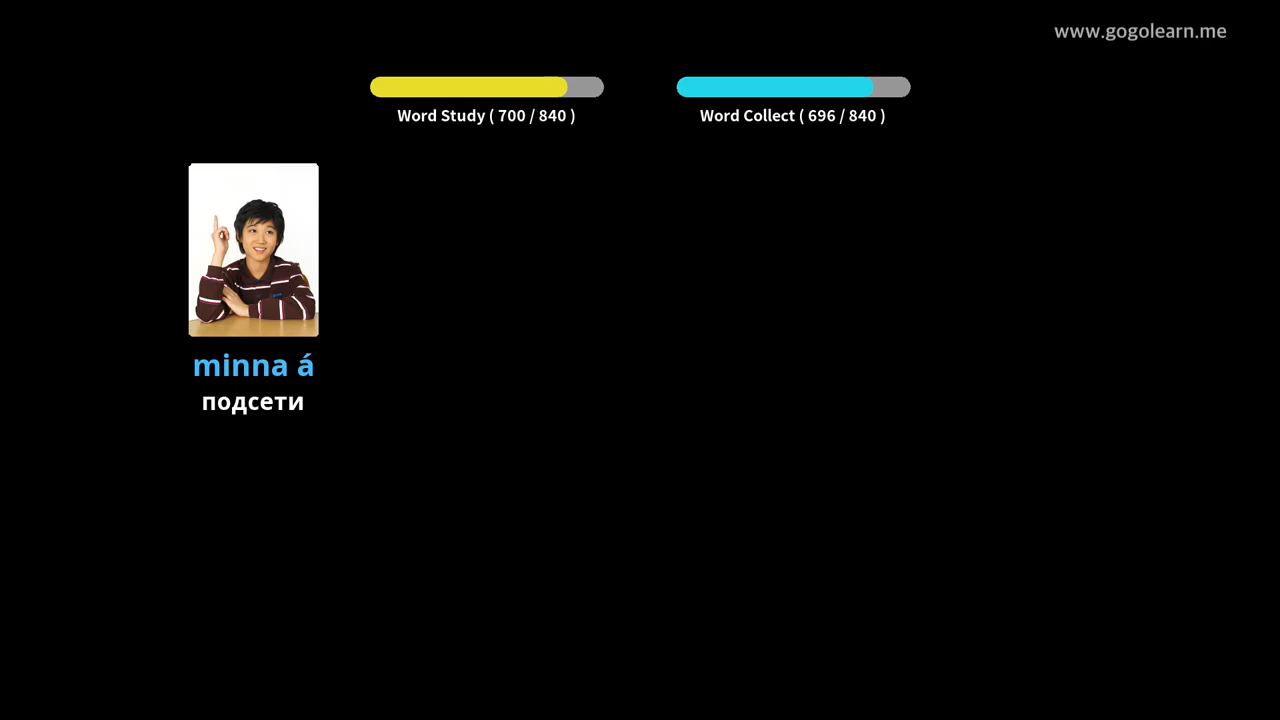 www.gogolearn.me
Word Study ( 700 / 840 )
Word Collect ( 696 / 840 )
minna á
подсети